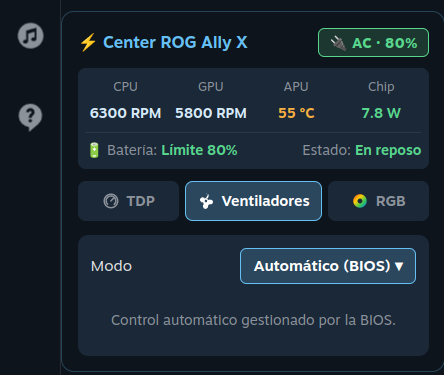 ⚡ Center ROG Ally X
🔌 AC · 80%
CPU GPU APU Chip
6300 RPM 5800 RPM 55 °C 7.8 W
🔋 Batería: Límite 80% Estado: En reposo
TDP Ventiladores RGB
Modo Automático (BIOS) ▾
Control automático gestionado por la BIOS.